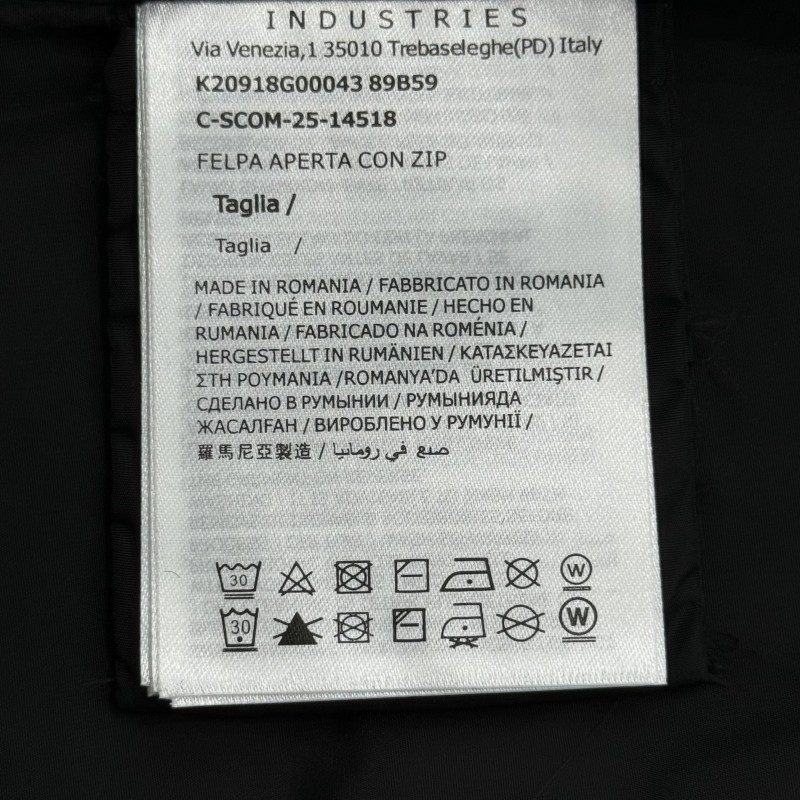 INDUSTRIES
Via Venezia,1 35010 Trebaseleghe(PD) Italy
K20918G00043 89B59
C-SCOM-25-14518
FELPA APERTA CON ZIP
Taglia /
Taglia /
MADE IN ROMANIA / FABBRICATO IN ROMANIA
/ FABRIQUÉ EN ROUMANIE / HECHO EN
RUMANIA / FABRICADO NA ROMÉNIA /
HERGESTELLT IN RUMÄNIEN / ΚΑΤΑΣΚΕΥΑΖΕΤΑΙ
ΣΤΗ ΡΟΥΜΑΝΙΑ /ROMANYA'DA ÜRETILMIŞTIR /
СДЕЛАНО В РУМЫНИИ / РУМЫНИЯДА
ЖАСАЛҒАН / ВИРОБЛЕНО У РУМУНІЇ /
羅馬尼亞製造 / صنع في رومانيا
30 W
30 W